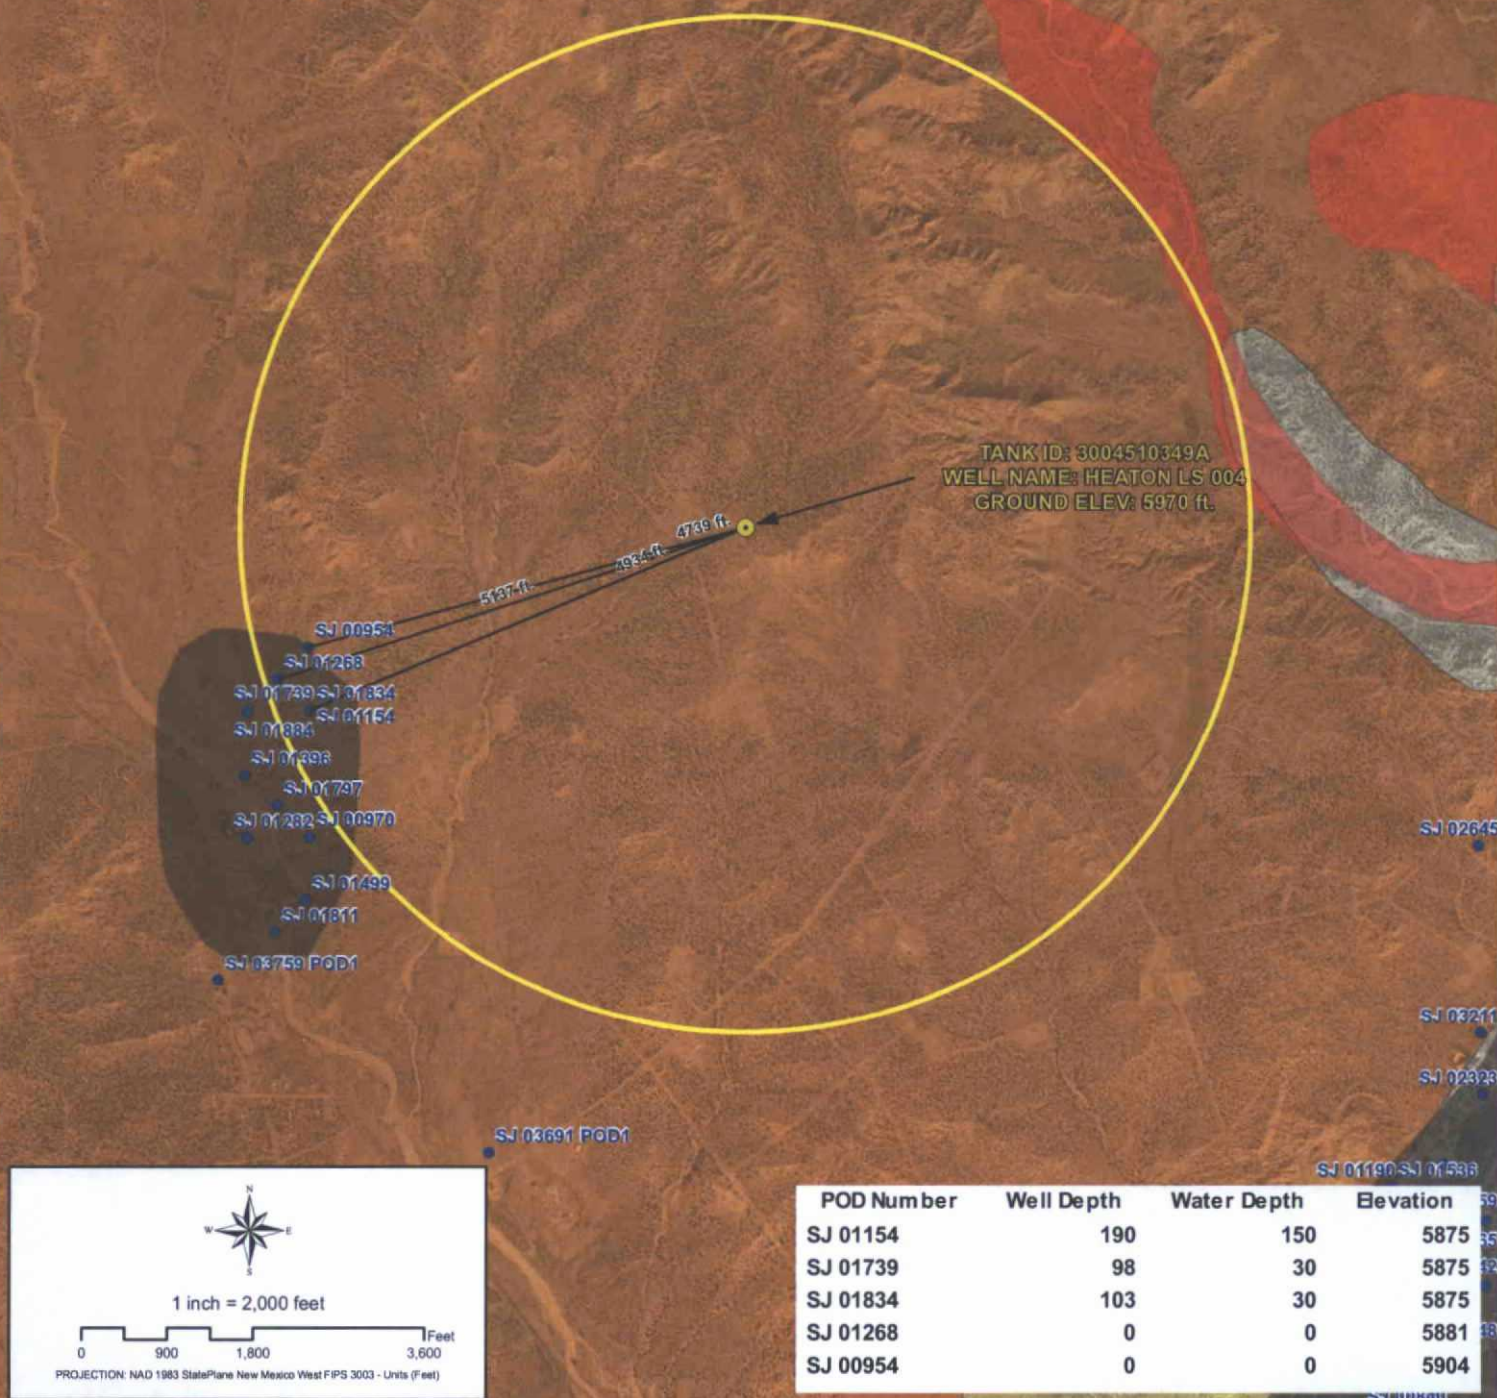 TANK ID: 3004510349A
WELL NAME: HEATON LS 004
GROUND ELEV: 5970 ft.
4739 ft.
4934 ft.
5137 ft.
SJ 00954
SJ 01268
SJ 01739 SJ 01834
SJ 01154
SJ 01884
SJ 01396
SJ 01797
SJ 01282 SJ 00970
SJ 01499
SJ 01811
SJ 03759 POD1
SJ 02645
SJ 03211
SJ 02323
SJ 03691 POD1
SJ 01190 SJ 01536
N
W E
S
1 inch = 2,000 feet
Feet
0 900 1,800 3,600
PROJECTION: NAD 1983 StatePlane New Mexico West FIPS 3003 - Units (Feet)
POD Number Well Depth Water Depth Elevation
SJ 01154 190 150 5875
SJ 01739 98 30 5875
SJ 01834 103 30 5875
SJ 01268 0 0 5881
SJ 00954 0 0 5904